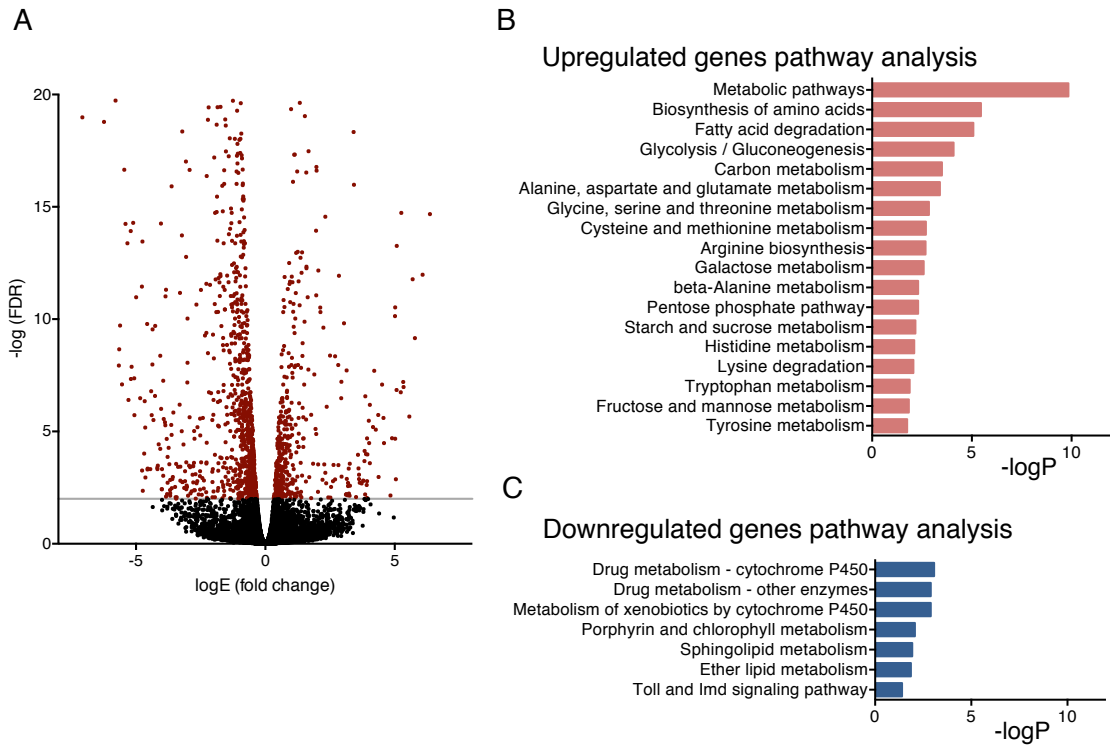 A
20
15
10
5
0
-log (FDR)
-5
0
5
logE (fold change)
B
Upregulated genes pathway analysis
Metabolic pathways
Biosynthesis of amino acids
Fatty acid degradation
Glycolysis / Gluconeogenesis
Carbon metabolism
Alanine, aspartate and glutamate metabolism
Glycine, serine and threonine metabolism
Cysteine and methionine metabolism
Arginine biosynthesis
Galactose metabolism
beta-Alanine metabolism
Pentose phosphate pathway
Starch and sucrose metabolism
Histidine metabolism
Lysine degradation
Tryptophan metabolism
Fructose and mannose metabolism
Tyrosine metabolism
0
5
10
-logP
C
Downregulated genes pathway analysis
Drug metabolism - cytochrome P450
Drug metabolism - other enzymes
Metabolism of xenobiotics by cytochrome P450
Porphyrin and chlorophyll metabolism
Sphingolipid metabolism
Ether lipid metabolism
Toll and Imd signaling pathway
0
5
10
-logP